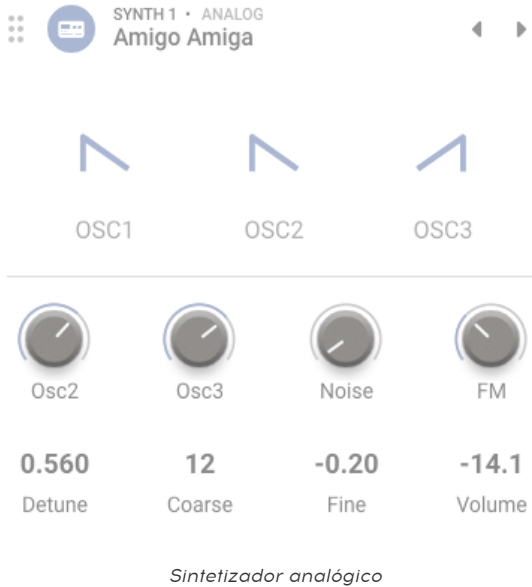 SYNTH 1 • ANALOG
Amigo Amiga
OSC1 OSC2 OSC3
Osc2 Osc3 Noise FM
0.560 12 -0.20 -14.1
Detune Coarse Fine Volume
Sintetizador analógico